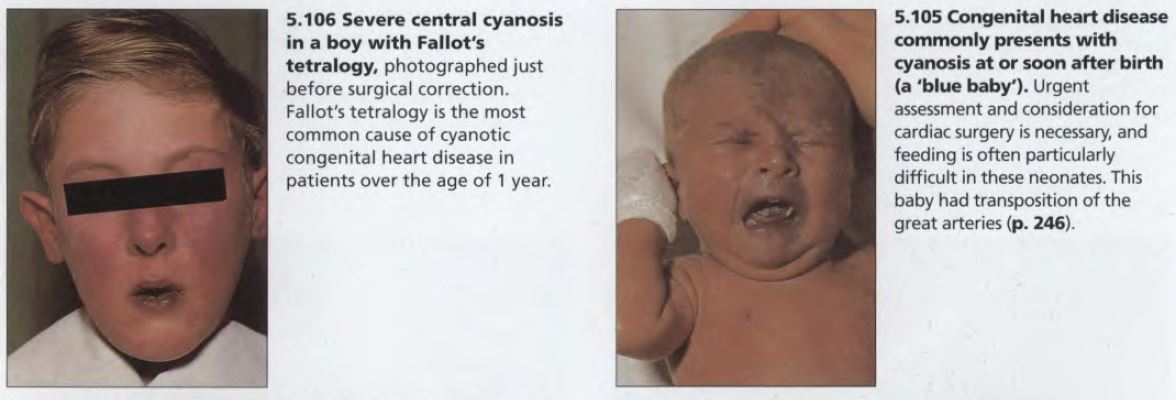 5.106 Severe central cyanosis
in a boy with Fallot's
tetralogy, photographed just
before surgical correction.
Fallot's tetralogy is the most
common cause of cyanotic
congenital heart disease in
patients over the age of 1 year.
5.105 Congenital heart disease
commonly presents with
cyanosis at or soon after birth
(a 'blue baby'). Urgent
assessment and consideration for
cardiac surgery is necessary, and
feeding is often particularly
difficult in these neonates. This
baby had transposition of the
great arteries (p. 246).